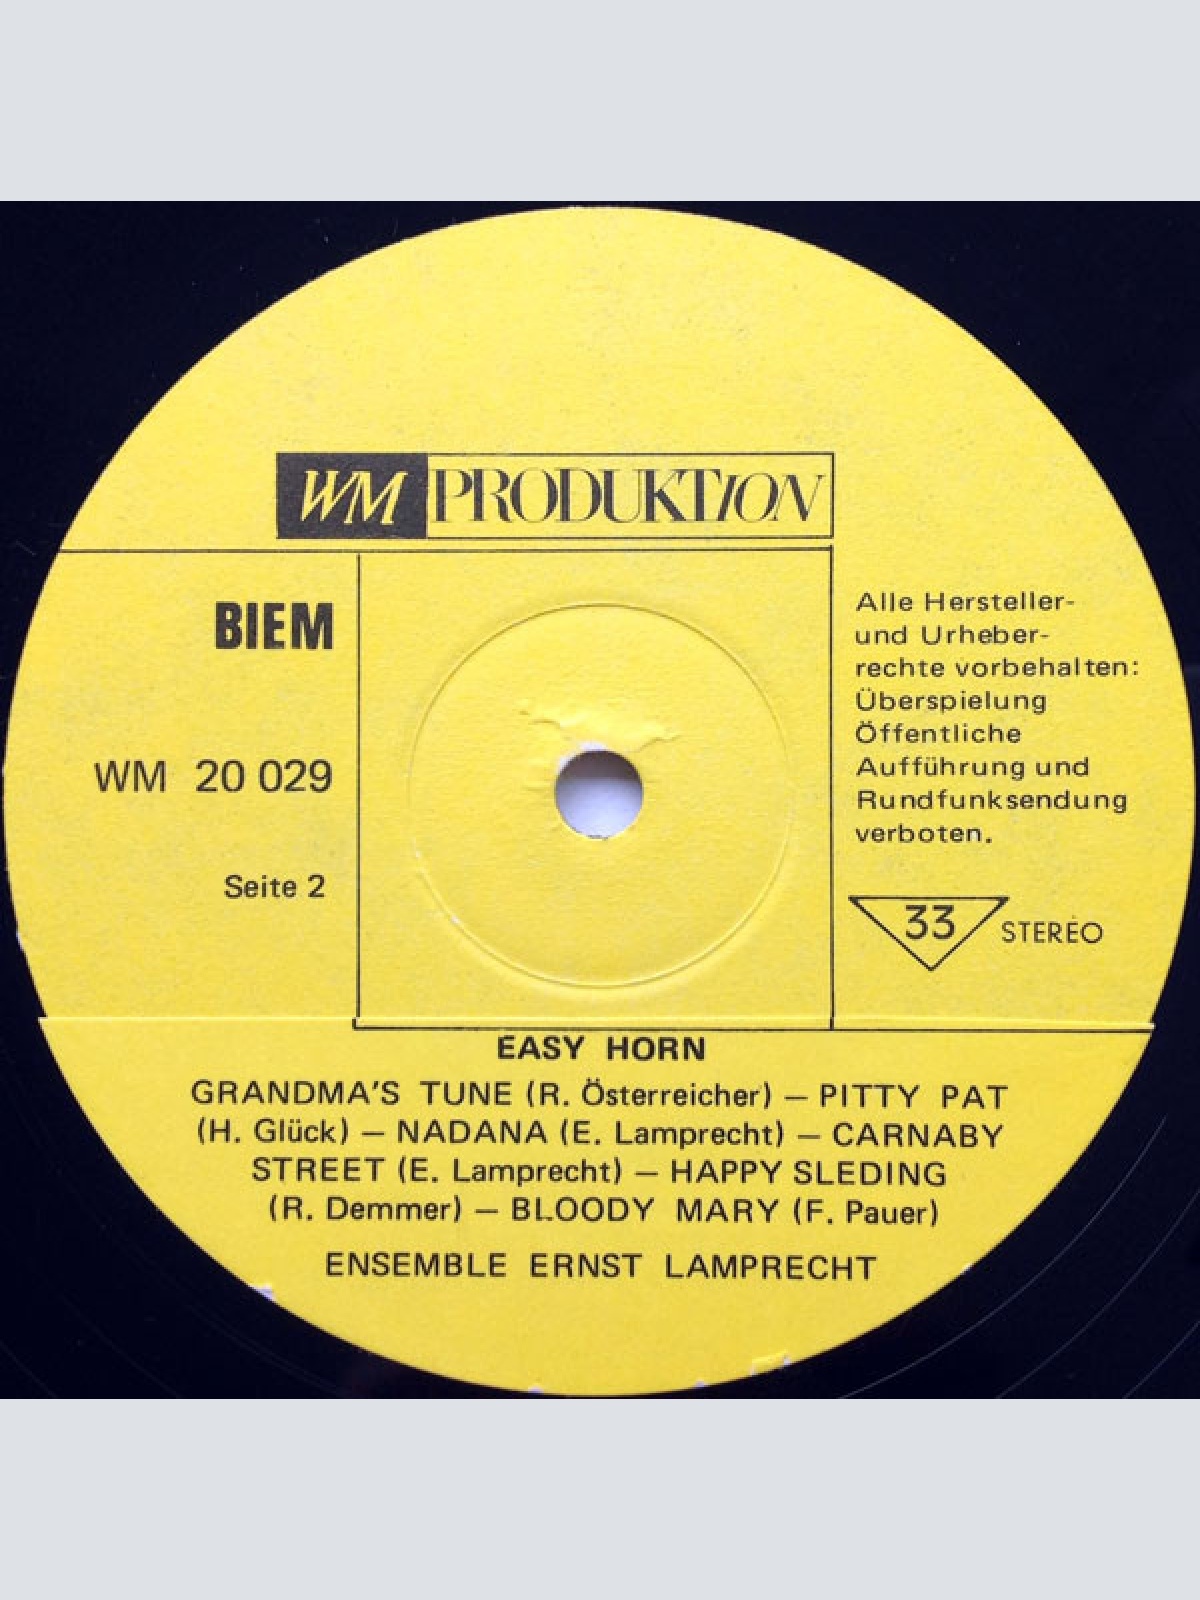 WM PRODUKTION
BIEM
WM 20 029
Seite 2
Alle Hersteller-
und Urheber-
rechte vorbehalten:
Überspielung
Öffentliche
Aufführung und
Rundfunksendung
verboten.
33 STEREO
EASY HORN
GRANDMA'S TUNE (R. Österreicher) — PITTY PAT
(H. Glück) — NADANA (E. Lamprecht) — CARNABY
STREET (E. Lamprecht) — HAPPY SLEDING
(R. Demmer) — BLOODY MARY (F. Pauer)
ENSEMBLE ERNST LAMPRECHT